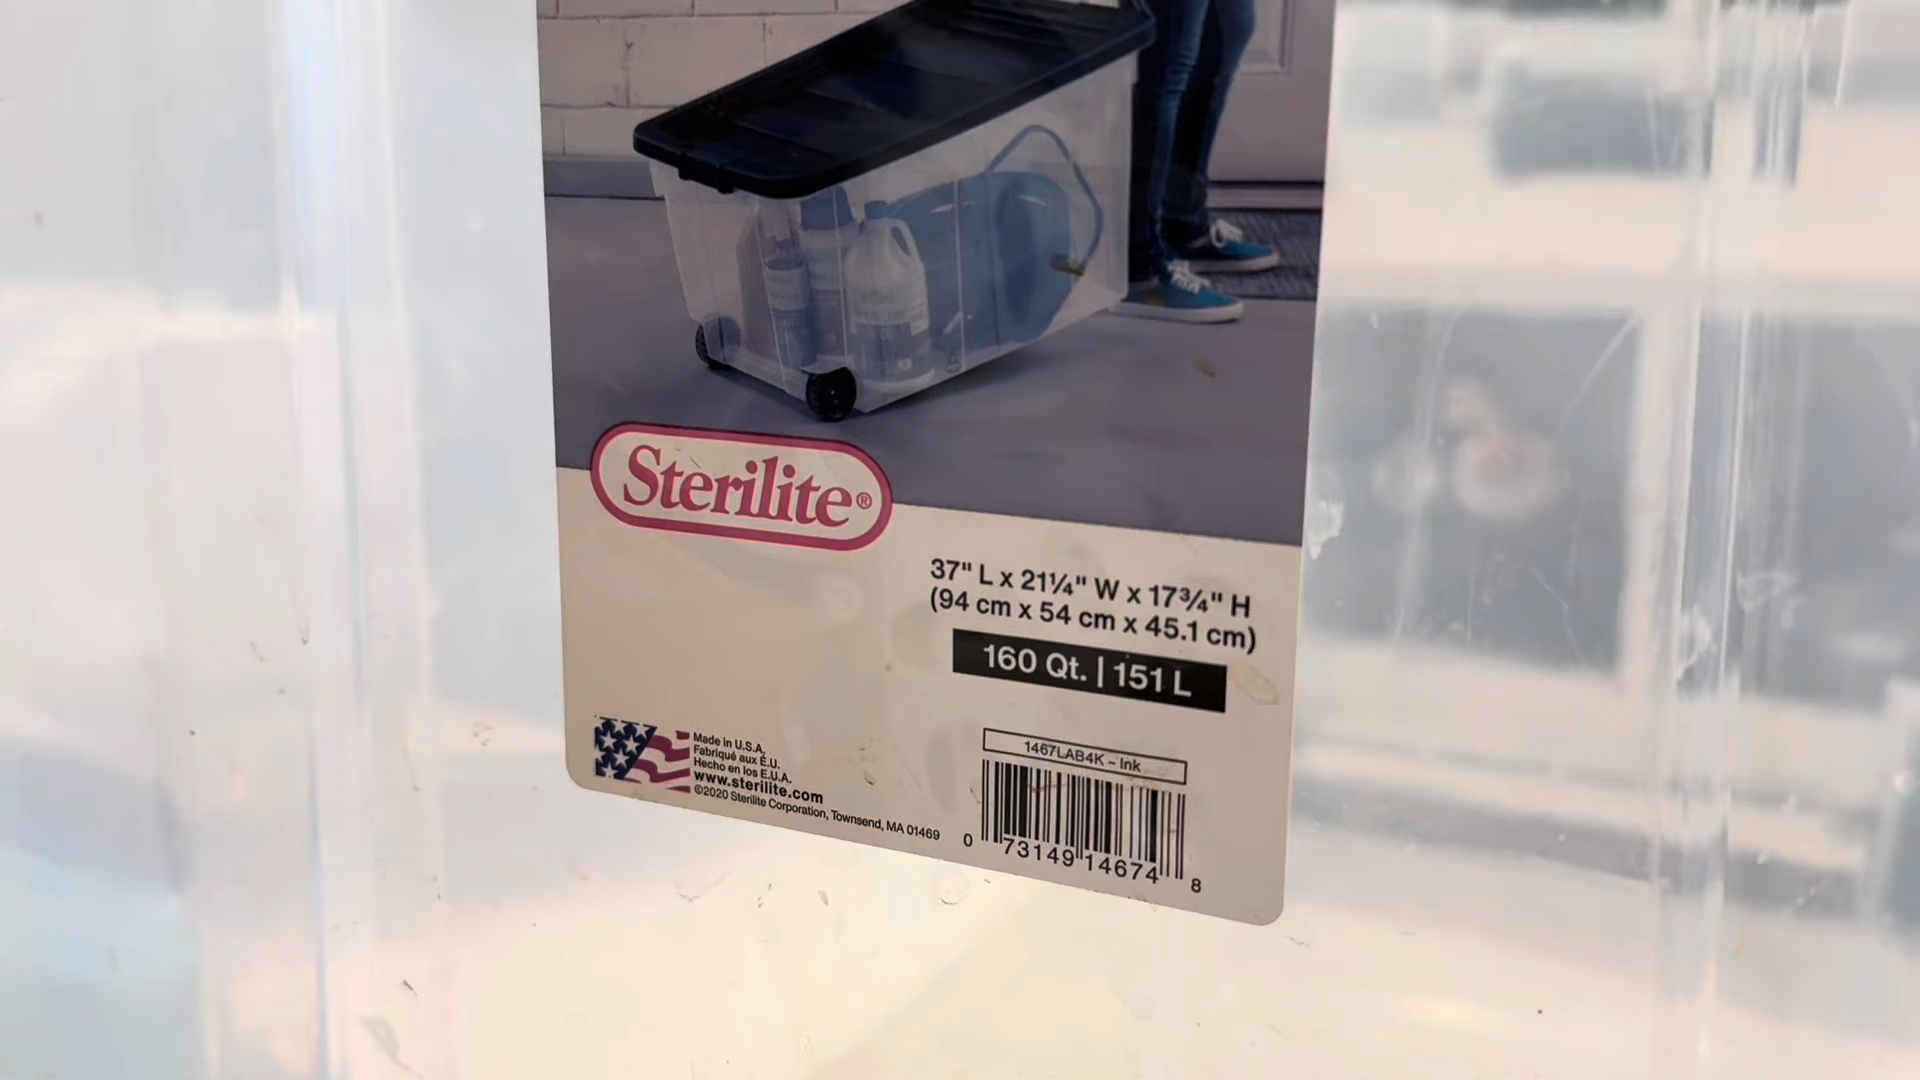 Sterilite®
37" L x 21¼" W x 17¾" H
(94 cm x 54 cm x 45.1 cm)
160 Qt. | 151 L
Made in U.S.A.
Fabriqué aux É.U.
Hecho en los E.U.A.
www.sterilite.com
©2020 Sterilite Corporation, Townsend, MA 01469
1467LAB4K – Ink
0 73149 14674 8